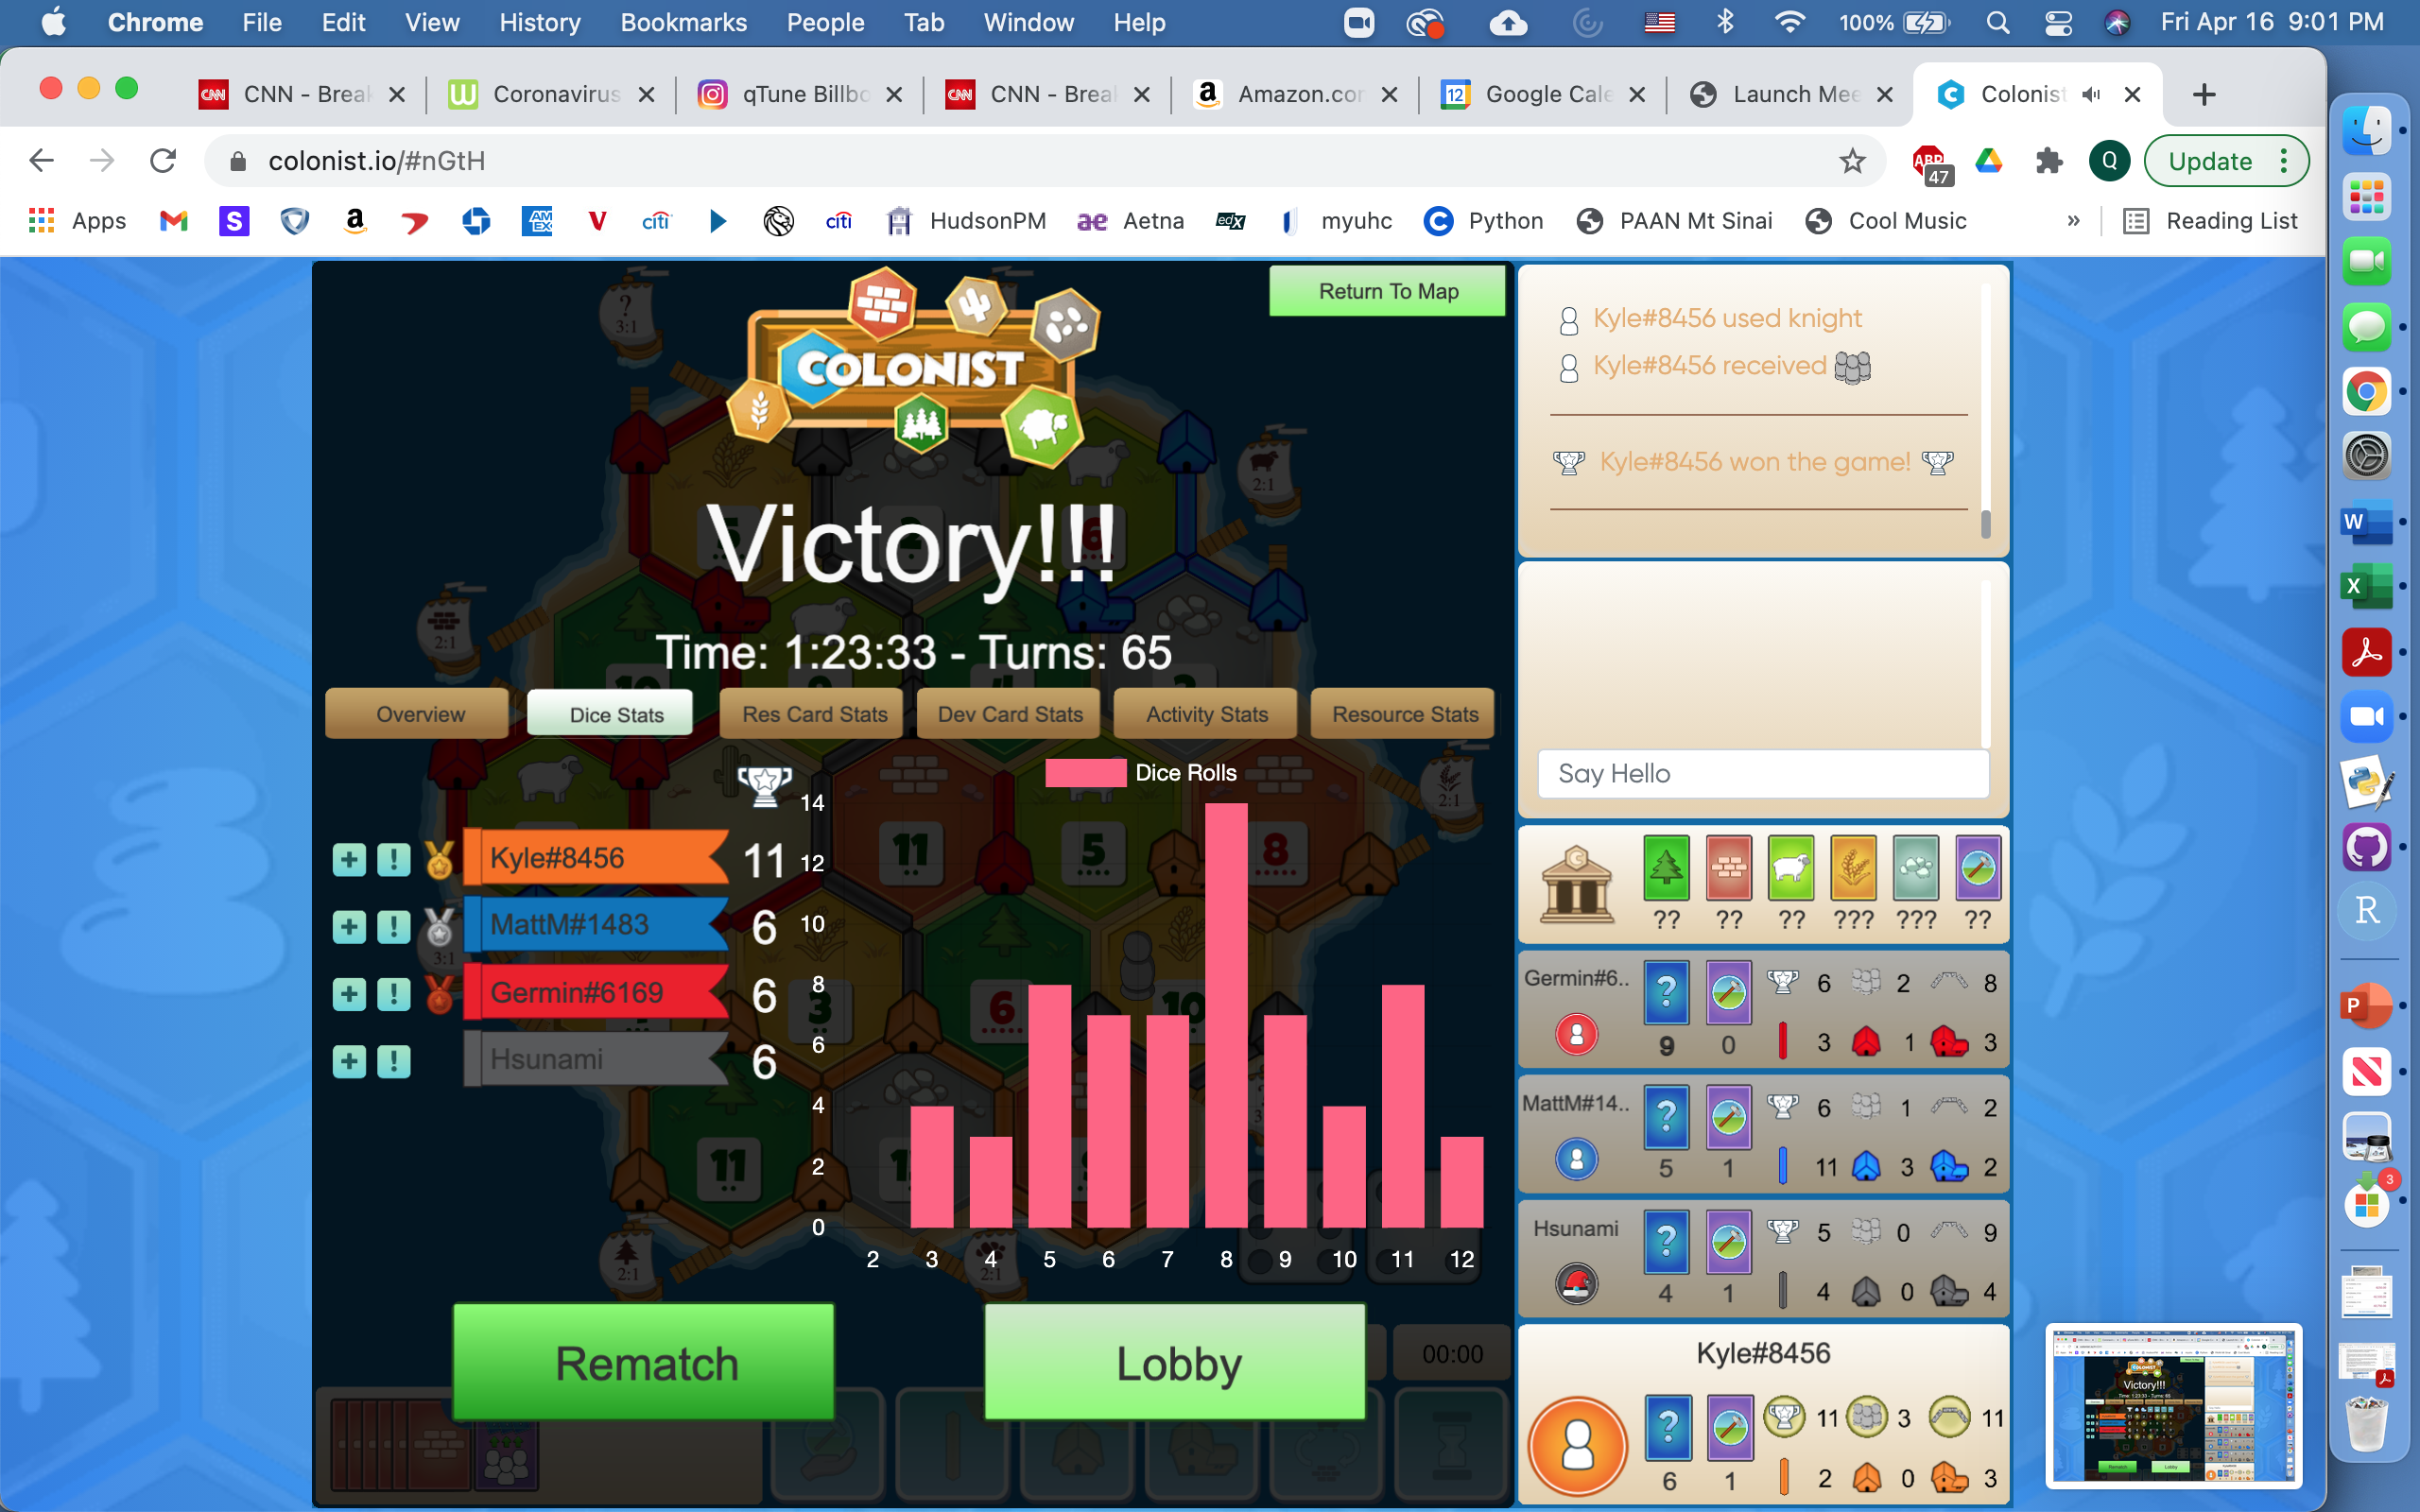 Chrome File Edit View History Bookmarks People Tab Window Help 100% Fri Apr 16 9:01 PM
CNN - Break Coronavirus qTune Billbo CNN - Break Amazon.com Google Cale Launch Mee Colonist
colonist.io/#nGtH ABP 47 Q Update
Apps HudsonPM Aetna myuhc Python PAAN Mt Sinai Cool Music » Reading List
COLONIST
Return To Map
Victory!!!
Time: 1:23:33 - Turns: 65
Overview Dice Stats Res Card Stats Dev Card Stats Activity Stats Resource Stats
Dice Rolls
Kyle#8456 11
MattM#1483 6
Germin#6169 6
Hsunami 6
14
12
10
8
6
4
2
0
2 3 4 5 6 7 8 9 10 11 12
Rematch Lobby
00:00
Kyle#8456 used knight
Kyle#8456 received
Kyle#8456 won the game!
Say Hello
?? ?? ?? ??? ??? ??
Germin#6.. 6 2 8
9 0 3 1 3
MattM#14.. 6 1 2
5 1 11 3 2
Hsunami 5 0 9
4 1 4 0 4
Kyle#8456
11 3 11
6 1 2 0 3